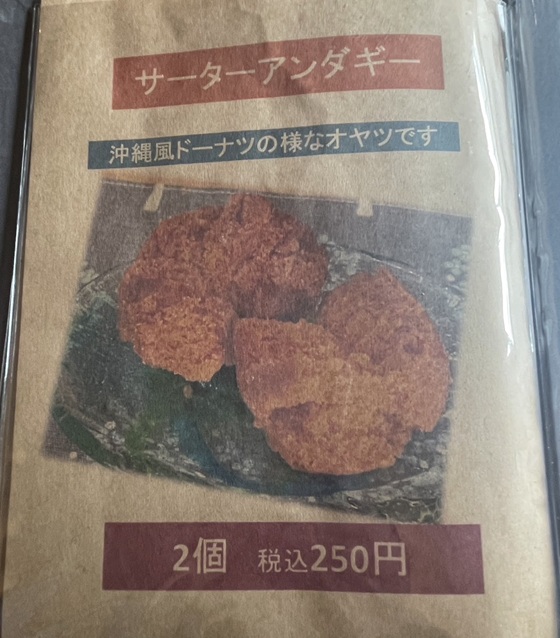 サーターアンダギー
沖縄風ドーナツの様なオヤツです
2個 税込250円